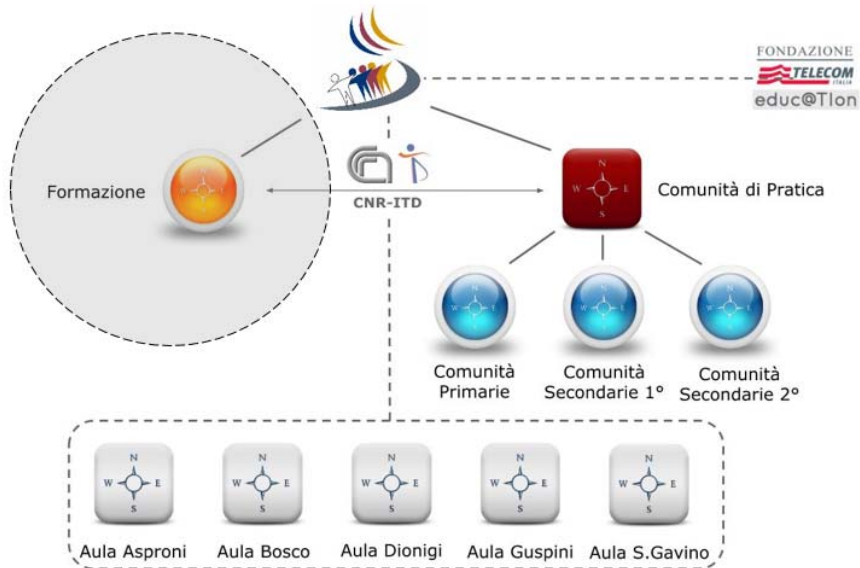 FONDAZIONE
TELECOM
ITALIA
educ@TIon
Formazione
N
W E
S
CNR-ITD
N
W E
S
Comunità di Pratica
N
W E
S
N
W E
S
N
W E
S
Comunità
Primarie
Comunità
Secondarie 1°
Comunità
Secondarie 2°
N
W E
S
N
W E
S
N
W E
S
N
W E
S
N
W E
S
Aula Asproni
Aula Bosco
Aula Dionigi
Aula Guspini
Aula S.Gavino